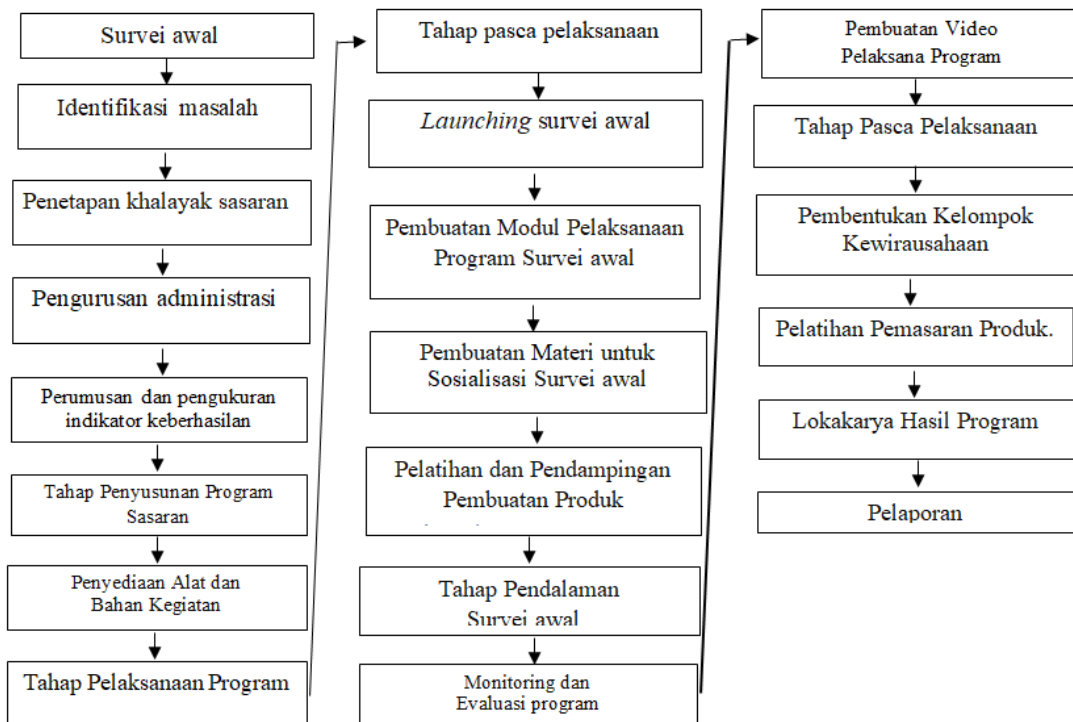 Survei awal
Identifikasi masalah
Penetapan khalayak sasaran
Pengurusan administrasi
Perumusan dan pengukuran
indikator keberhasilan
Tahap Penyusunan Program
Sasaran
Penyediaan Alat dan
Bahan Kegiatan
Tahap Pelaksanaan Program
Tahap pasca pelaksanaan
Launching survei awal
Pembuatan Modul Pelaksanaan
Program Survei awal
Pembuatan Materi untuk
Sosialisasi Survei awal
Pelatihan dan Pendampingan
Pembuatan Produk
Tahap Pendalaman
Survei awal
Monitoring dan
Evaluasi program
Pembuatan Video
Pelaksana Program
Tahap Pasca Pelaksanaan
Pembentukan Kelompok
Kewirausahaan
Pelatihan Pemasaran Produk.
Lokakarya Hasil Program
Pelaporan